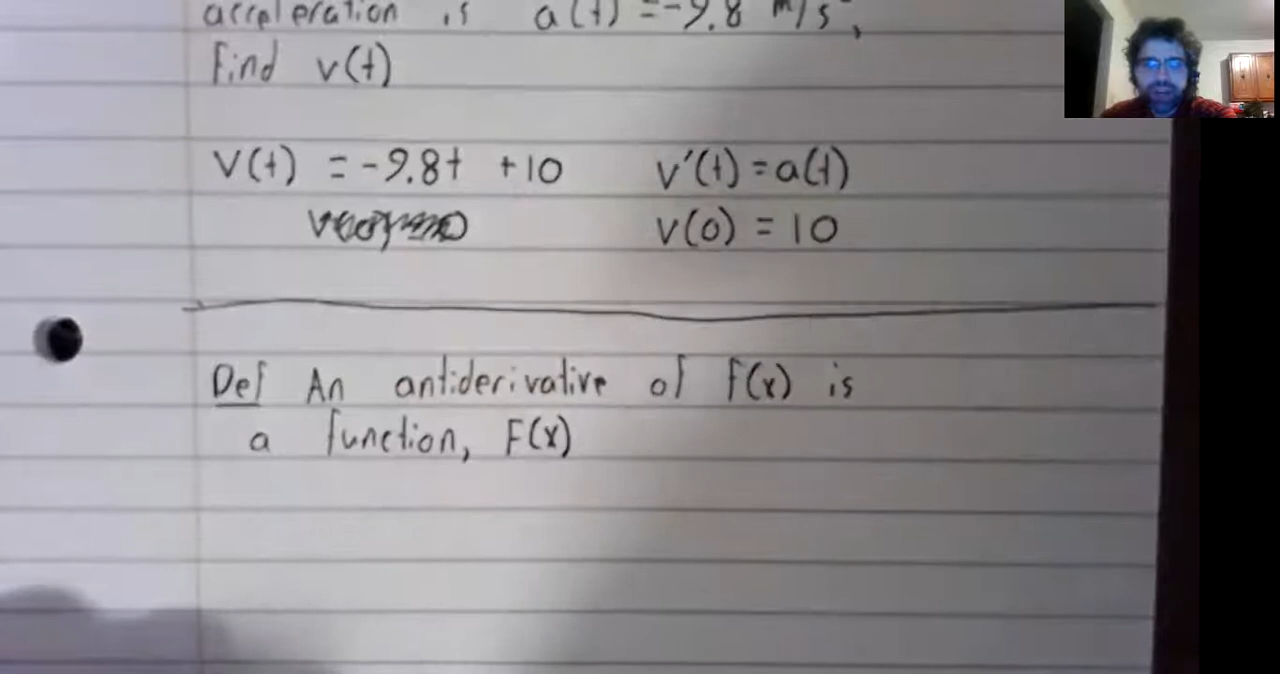 acceleration is a(t) = -9.8 m/s²,
Find v(t)
v(t) = -9.8t +10 v'(t) = a(t)
v(0) = 10
Def An antiderivative of f(x) is
a function, F(x)